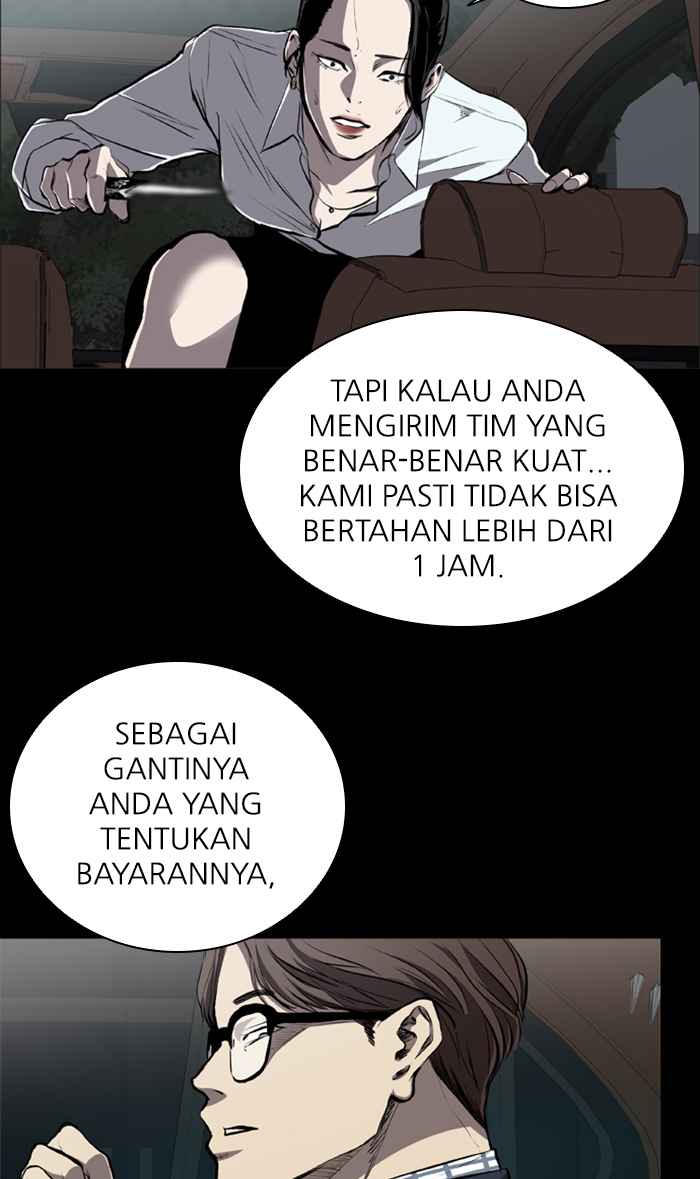 TAPI KALAU ANDA
MENGIRIM TIM YANG
BENAR-BENAR KUAT...
KAMI PASTI TIDAK BISA
BERTAHAN LEBIH DARI
1 JAM.
SEBAGAI
GANTINYA
ANDA YANG
TENTUKAN
BAYARANNYA,